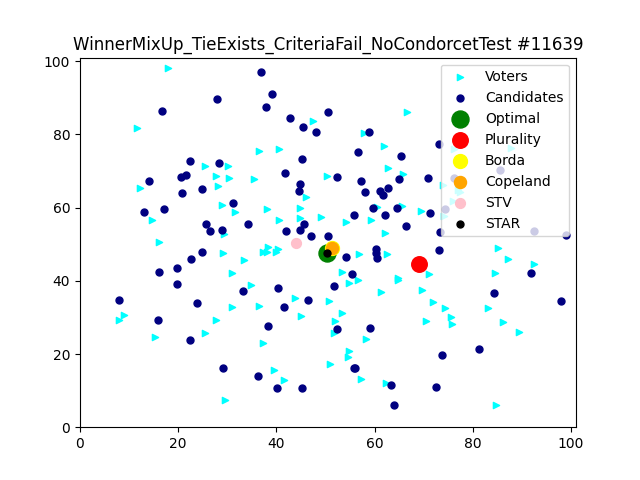 WinnerMixUp_TieExists_CriteriaFail_NoCondorcetTest #11639
100
80
60
40
20
0
0 20 40 60 80 100
Voters
Candidates
Optimal
Plurality
Borda
Copeland
STV
STAR